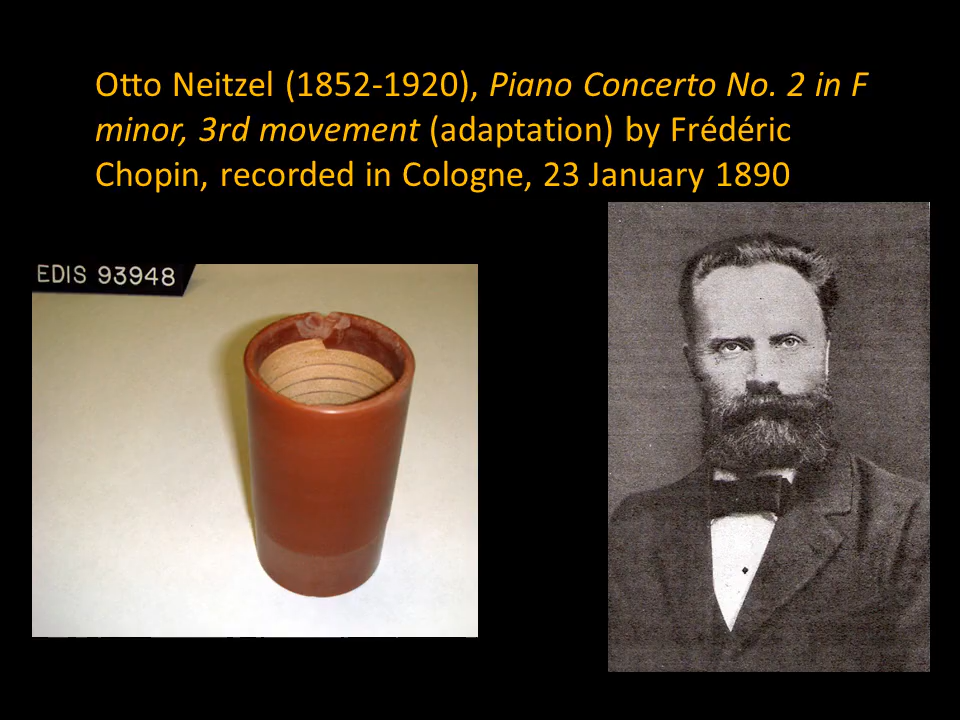 Otto Neitzel (1852-1920), Piano Concerto No. 2 in F
minor, 3rd movement (adaptation) by Frédéric
Chopin, recorded in Cologne, 23 January 1890
EDIS 93948